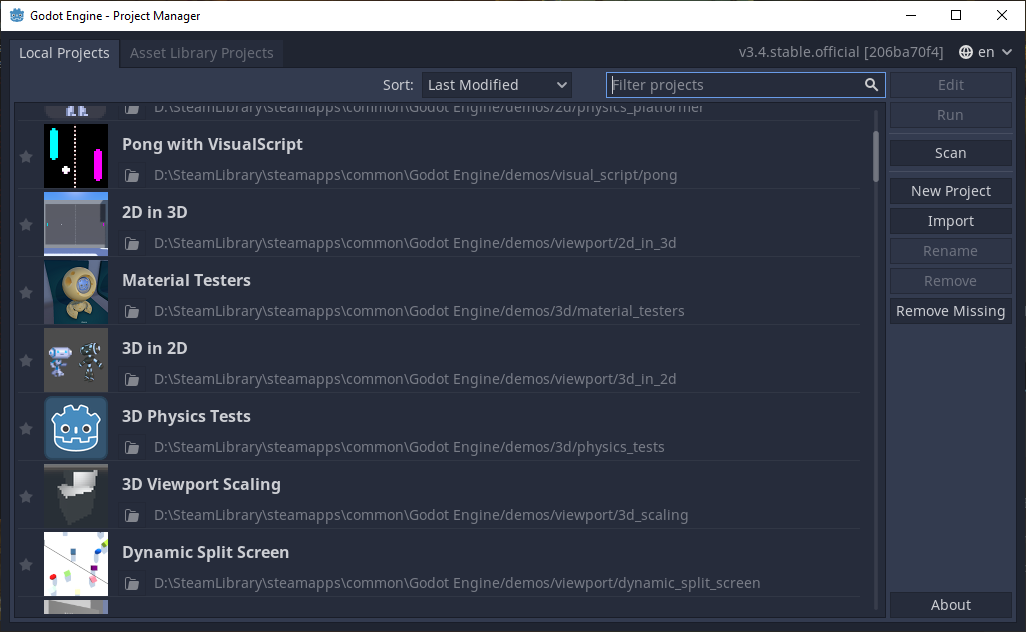 Godot Engine - Project Manager
Local Projects Asset Library Projects v3.4.stable.official [206ba70f4] en
Sort: Last Modified Filter projects Edit
D:\SteamLibrary\steamapps\common\Godot Engine/demos/2d/physics_platformer
Run
Pong with VisualScript
Scan
D:\SteamLibrary\steamapps\common\Godot Engine/demos/visual_script/pong
New Project
2D in 3D
Import
D:\SteamLibrary\steamapps\common\Godot Engine/demos/viewport/2d_in_3d
Rename
Material Testers
Remove
D:\SteamLibrary\steamapps\common\Godot Engine/demos/3d/material_testers
Remove Missing
3D in 2D
D:\SteamLibrary\steamapps\common\Godot Engine/demos/viewport/3d_in_2d
3D Physics Tests
D:\SteamLibrary\steamapps\common\Godot Engine/demos/3d/physics_tests
3D Viewport Scaling
D:\SteamLibrary\steamapps\common\Godot Engine/demos/viewport/3d_scaling
Dynamic Split Screen
D:\SteamLibrary\steamapps\common\Godot Engine/demos/viewport/dynamic_split_screen
About